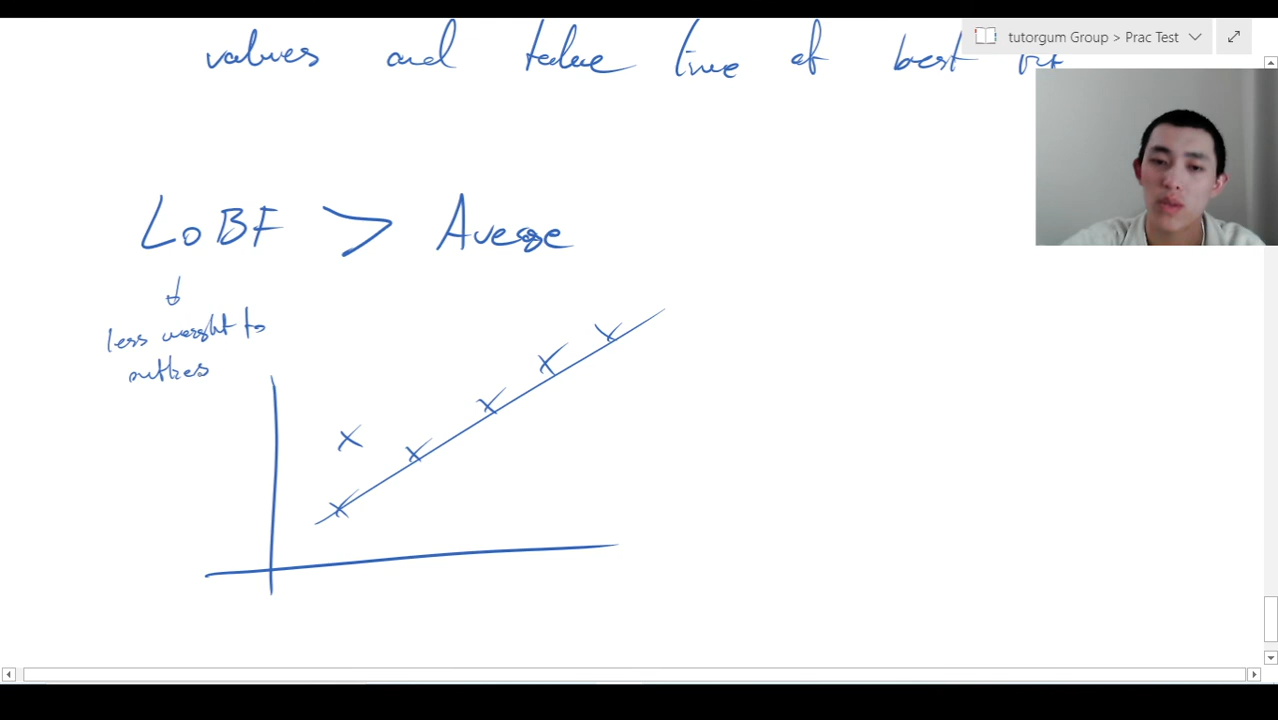 tutorgum Group > Prac Test
values and take line of best fit
LoBF > Average
less weight to
outliers